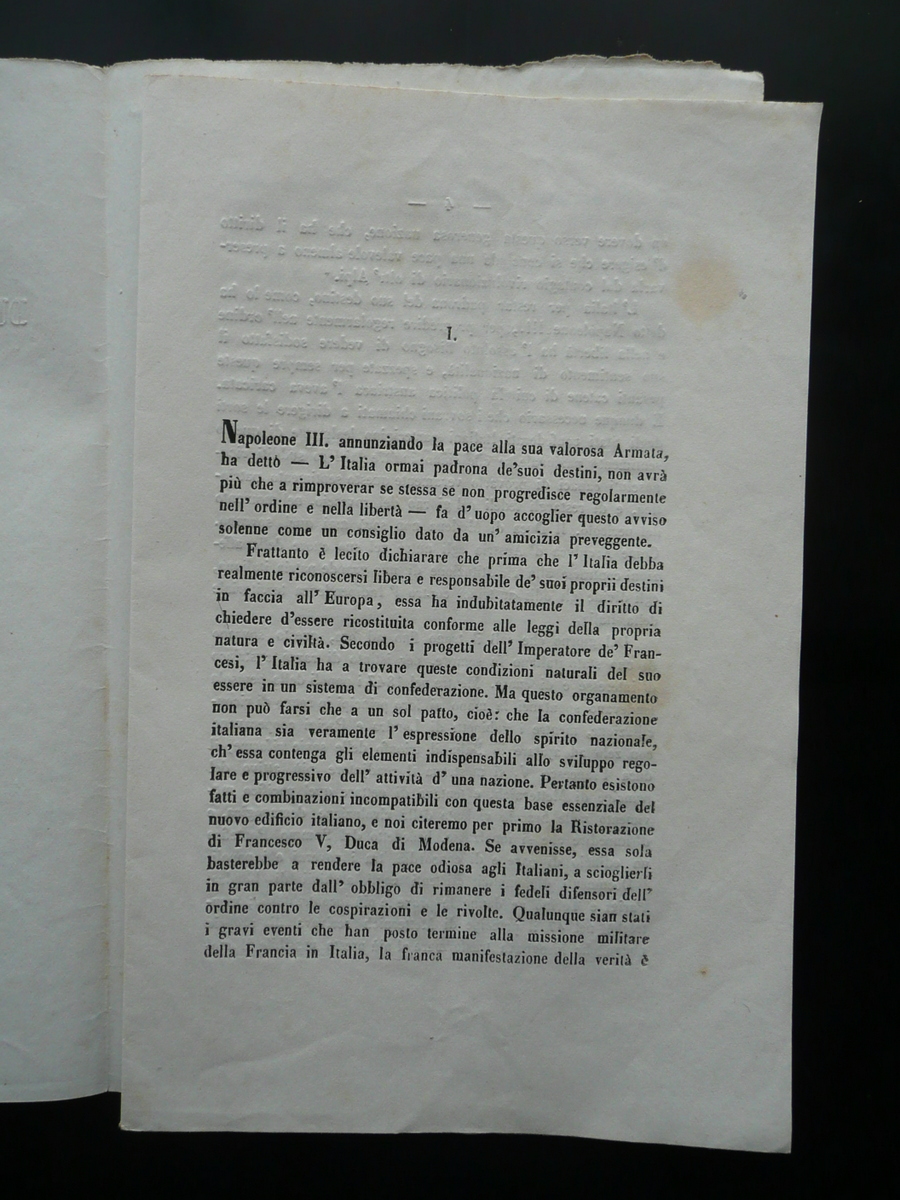 I.
Napoleone III. annunziando la pace alla sua valorosa Armata,
ha dettò — L' Italia ormai padrona de'suoi destini, non avrà
più che a rimproverar se stessa se non progredisce regolarmente
nell' ordine e nella libertà — fa d' uopo accoglier questo avviso
solenne come un consiglio dato da un' amicizia preveggente.
Frattanto è lecito dichiarare che prima che l' Italia debba
realmente riconoscersi libera e responsabile de' suoi proprii destini
in faccia all' Europa, essa ha indubitatamente il diritto di
chiedere d'essere ricostituita conforme alle leggi della propria
natura e civiltà. Secondo i progetti dell' Imperatore de' Fran-
cesi, l' Italia ha a trovare queste condizioni naturali del suo
essere in un sistema di confederazione. Ma questo organamento
non può farsi che a un sol patto, cioè: che la confederazione
italiana sia veramente l' espressione dello spirito nazionale,
ch' essa contenga gli elementi indispensabili allo sviluppo rego-
lare e progressivo dell' attività d' una nazione. Pertanto esistono
fatti e combinazioni incompatibili con questa base essenziale del
nuovo edificio italiano, e noi citeremo per primo la Ristorazione
di Francesco V, Duca di Modena. Se avvenisse, essa sola
basterebbe a rendere la pace odiosa agli Italiani, a scioglierli
in gran parte dall' obbligo di rimanere i fedeli difensori dell'
ordine contro le cospirazioni e le rivolte. Qualunque sian stati
i gravi eventi che han posto termine alla missione militare
della Francia in Italia, la franca manifestazione della verità è